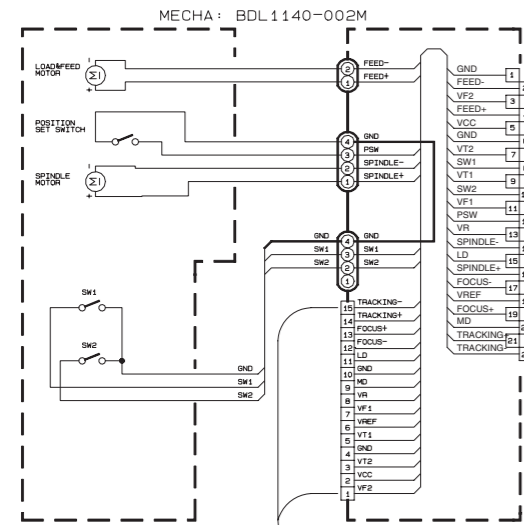 MECHA: BDL1140-002M
LOAD&FEED
MOTOR
M
-
+
2 FEED-
1 FEED+
POSITION
SET SWITCH
SPINDLE
MOTOR
M
-
+
4 GND
3 PSW
2 SPINDLE-
1 SPINDLE+
GND 4 GND
SW1 3 SW1
SW2 2 SW2
1
SW1
SW2
GND
SW1
SW2
15 TRACKING-
14 TRACKING+
13 FOCUS+
12 FOCUS-
11 LD
10 GND
9 MD
8 VR
7 VF1
6 VREF
5 VT1
4 GND
3 VT2
2 VCC
1 VF2
GND 1
FEED-
VF2 3
FEED+
VCC 5
GND
VT2 7
SW1
VT1 9
SW2
VF1 11
PSW
VR 13
SPINDLE-
LD 15
SPINDLE+
FOCUS- 17
VREF
FOCUS+ 19
MD
TRACKING 21
TRACKING